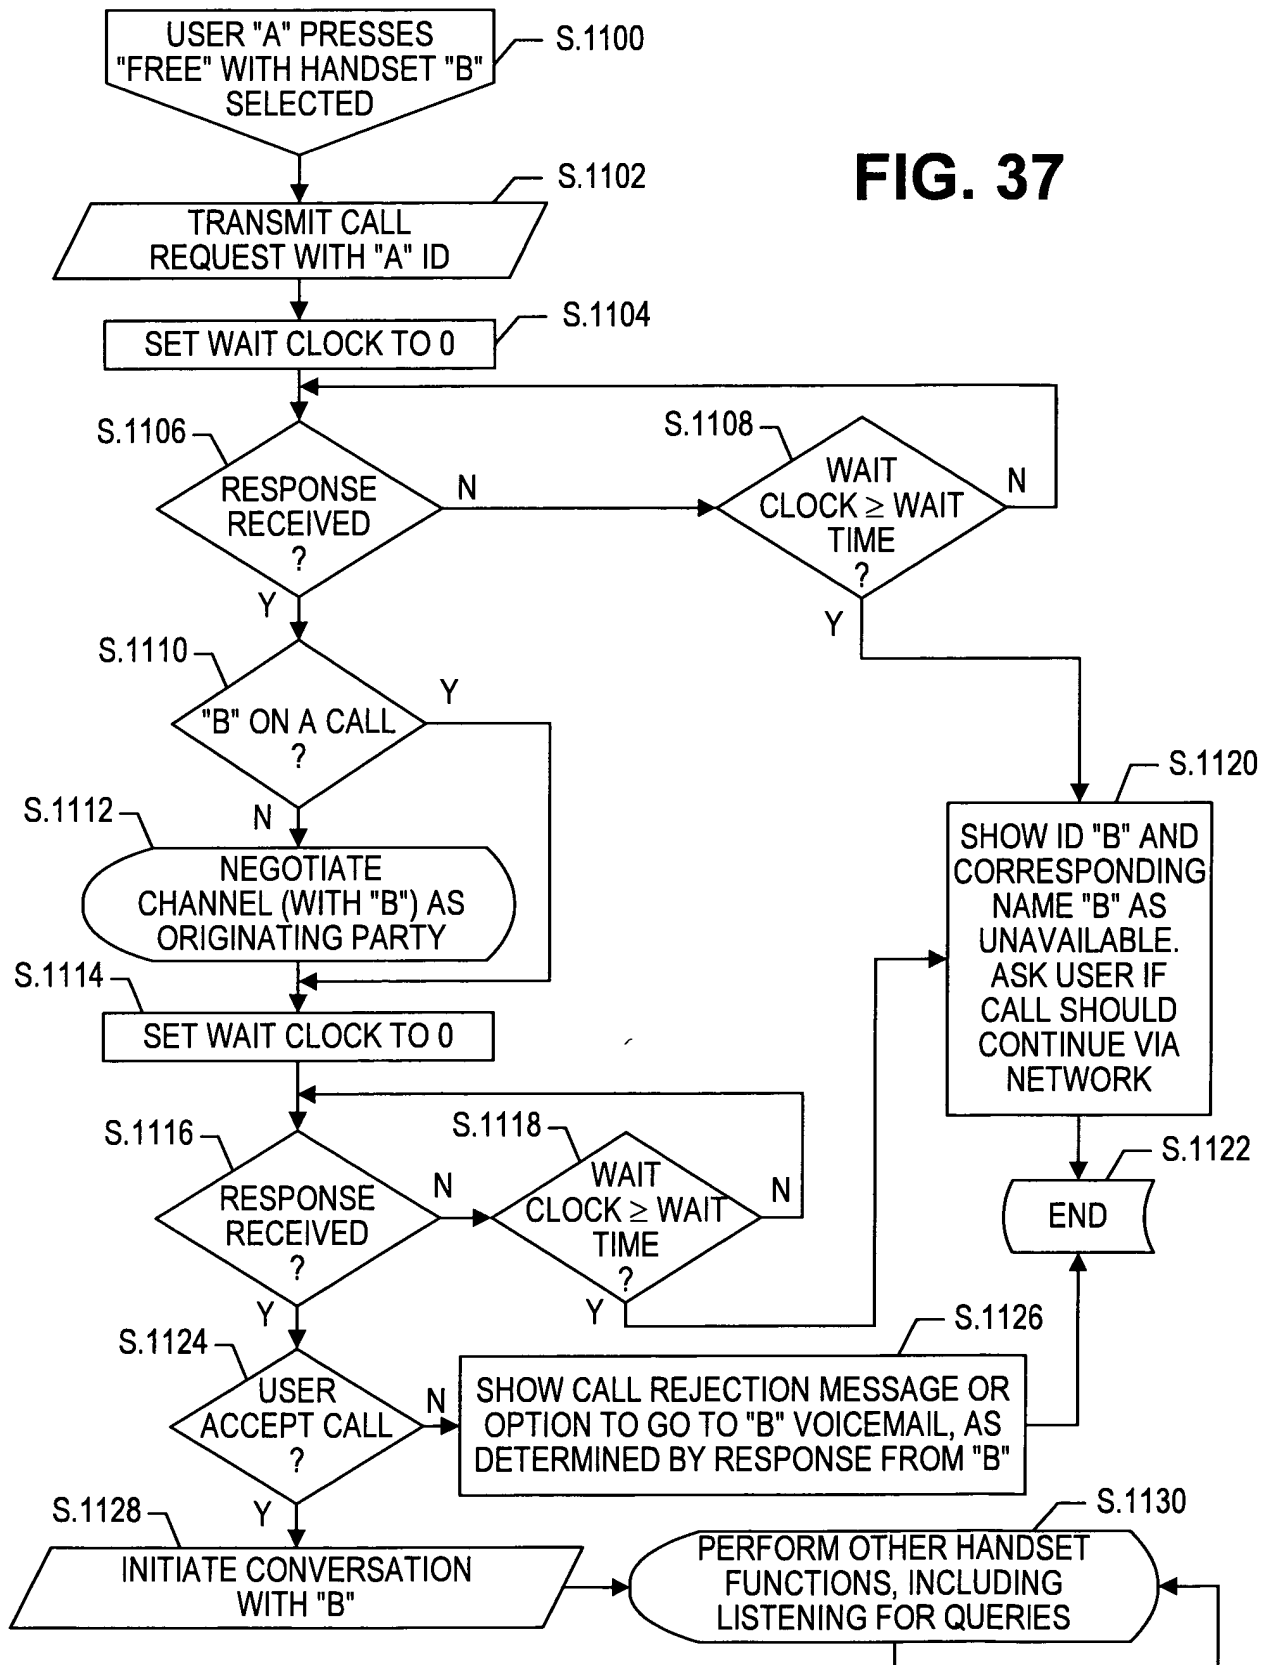 USER "A" PRESSES
"FREE" WITH HANDSET "B"
SELECTED
S.1100
FIG. 37
S.1102
TRANSMIT CALL
REQUEST WITH "A" ID
S.1104
SET WAIT CLOCK TO 0
S.1106
RESPONSE
RECEIVED
?
N
Y
S.1108
WAIT
CLOCK ≥ WAIT
TIME
?
N
Y
S.1110
"B" ON A CALL
?
Y
N
S.1112
NEGOTIATE
CHANNEL (WITH "B") AS
ORIGINATING PARTY
S.1114
SET WAIT CLOCK TO 0
S.1120
SHOW ID "B" AND
CORRESPONDING
NAME "B" AS
UNAVAILABLE.
ASK USER IF
CALL SHOULD
CONTINUE VIA
NETWORK
S.1116
RESPONSE
RECEIVED
?
N
Y
S.1118
WAIT
CLOCK ≥ WAIT
TIME
?
N
Y
S.1122
END
S.1124
USER
ACCEPT CALL
?
N
Y
S.1126
SHOW CALL REJECTION MESSAGE OR
OPTION TO GO TO "B" VOICEMAIL, AS
DETERMINED BY RESPONSE FROM "B"
S.1128
INITIATE CONVERSATION
WITH "B"
S.1130
PERFORM OTHER HANDSET
FUNCTIONS, INCLUDING
LISTENING FOR QUERIES